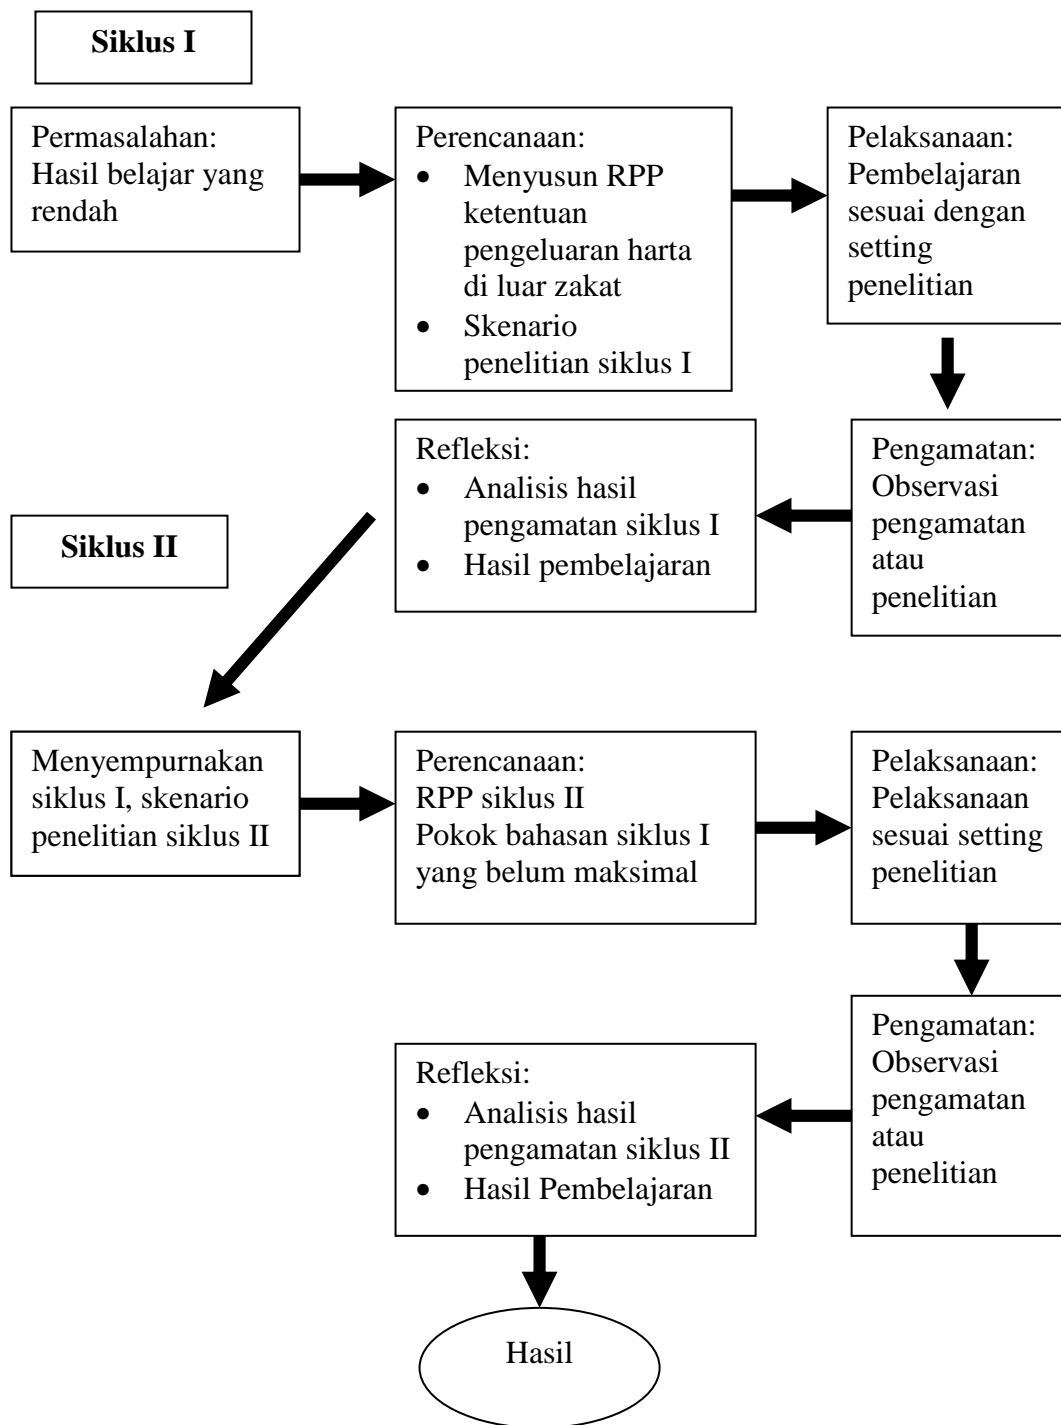 Siklus I
Permasalahan:
Hasil belajar yang
rendah
Perencanaan:
• Menyusun RPP
ketentuan
pengeluaran harta
di luar zakat
• Skenario
penelitian siklus I
Pelaksanaan:
Pembelajaran
sesuai dengan
setting
penelitian
Pengamatan:
Observasi
pengamatan
atau
penelitian
Refleksi:
• Analisis hasil
pengamatan siklus I
• Hasil pembelajaran
Siklus II
Menyempurnakan
siklus I, skenario
penelitian siklus II
Perencanaan:
RPP siklus II
Pokok bahasan siklus I
yang belum maksimal
Pelaksanaan:
Pelaksanaan
sesuai setting
penelitian
Pengamatan:
Observasi
pengamatan
atau
penelitian
Refleksi:
• Analisis hasil
pengamatan siklus II
• Hasil Pembelajaran
Hasil